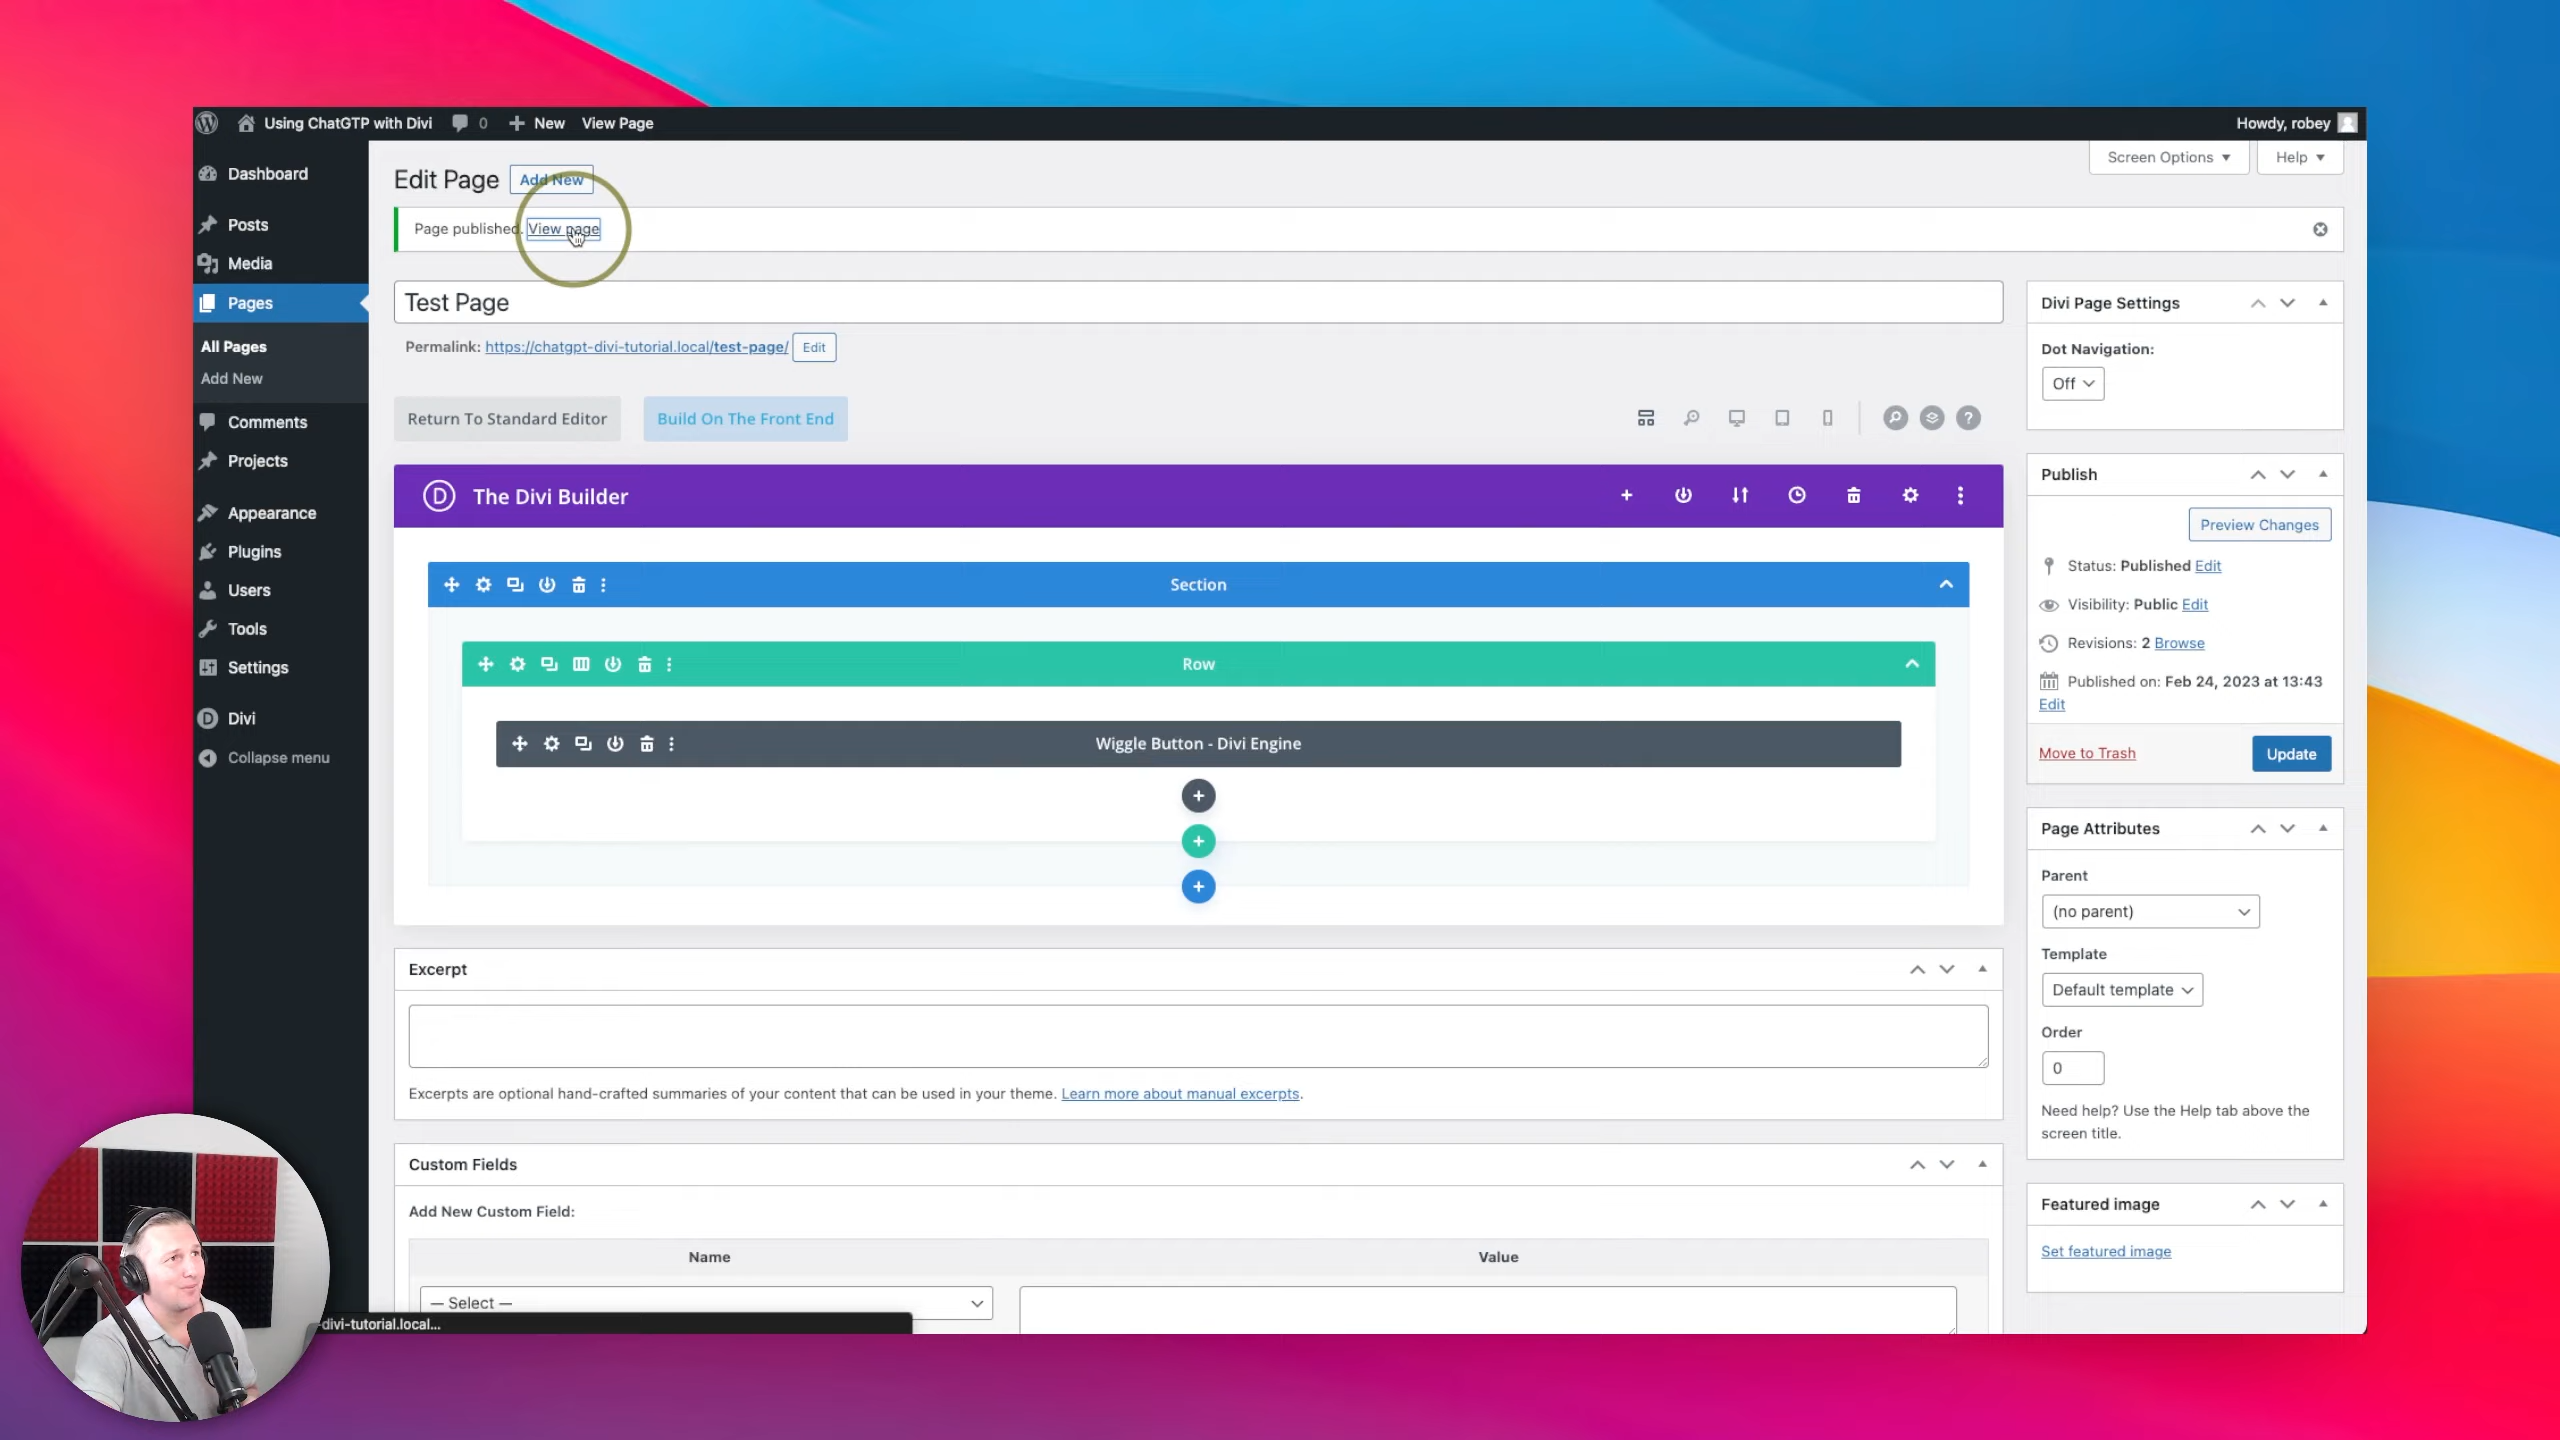 Using ChatGTP with Divi 0 New View Page Howdy, robey
Screen Options Help
Dashboard
Posts
Media
Pages
All Pages
Add New
Comments
Projects
Appearance
Plugins
Users
Tools
Settings
Divi
Collapse menu
Edit Page Add New
Page published. View page
Test Page
Permalink: https://chatgpt-divi-tutorial.local/test-page/ Edit
Return To Standard Editor Build On The Front End
D The Divi Builder
Section
Row
Wiggle Button - Divi Engine
Excerpt
Excerpts are optional hand-crafted summaries of your content that can be used in your theme. Learn more about manual excerpts.
Custom Fields
Add New Custom Field:
Name Value
— Select —
-divi-tutorial.local...
Divi Page Settings
Dot Navigation:
Off
Publish
Preview Changes
Status: Published Edit
Visibility: Public Edit
Revisions: 2 Browse
Published on: Feb 24, 2023 at 13:43
Edit
Move to Trash Update
Page Attributes
Parent
(no parent)
Template
Default template
Order
0
Need help? Use the Help tab above the
screen title.
Featured image
Set featured image